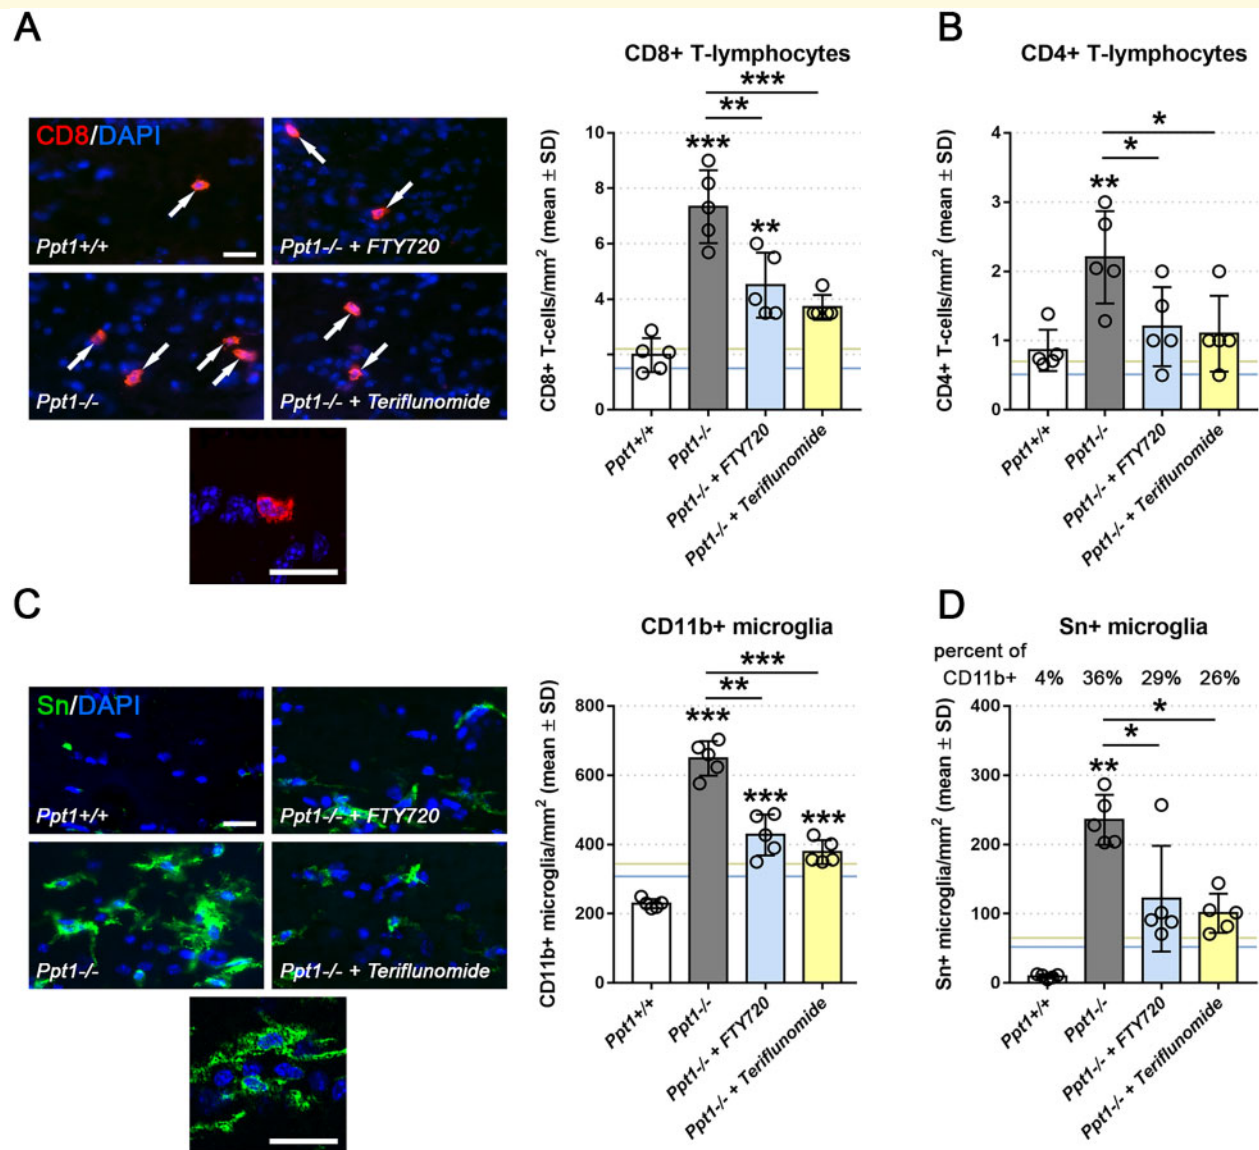 A
CD8+ T-lymphocytes
***
**
CD8/DAPI
Ppt1+/+
Ppt1-/- + FTY720
Ppt1-/-
Ppt1-/- + Teriflunomide
CD8+ T-cells/mm² (mean ± SD)
10
8
6
4
2
0
***
**
Ppt1+/+
Ppt1-/-
Ppt1-/- + FTY720
Ppt1-/- + Teriflunomide
B
CD4+ T-lymphocytes
*
*
CD4+ T-cells/mm² (mean ± SD)
4
3
2
1
0
**
Ppt1+/+
Ppt1-/-
Ppt1-/- + FTY720
Ppt1-/- + Teriflunomide
C
CD11b+ microglia
***
**
Sn/DAPI
Ppt1+/+
Ppt1-/- + FTY720
Ppt1-/-
Ppt1-/- + Teriflunomide
CD11b+ microglia/mm² (mean ± SD)
800
600
400
200
0
***
***
***
Ppt1+/+
Ppt1-/-
Ppt1-/- + FTY720
Ppt1-/- + Teriflunomide
D
Sn+ microglia
percent of
CD11b+ 4% 36% 29% 26%
*
*
Sn+ microglia/mm² (mean ± SD)
400
300
200
100
0
**
Ppt1+/+
Ppt1-/-
Ppt1-/- + FTY720
Ppt1-/- + Teriflunomide